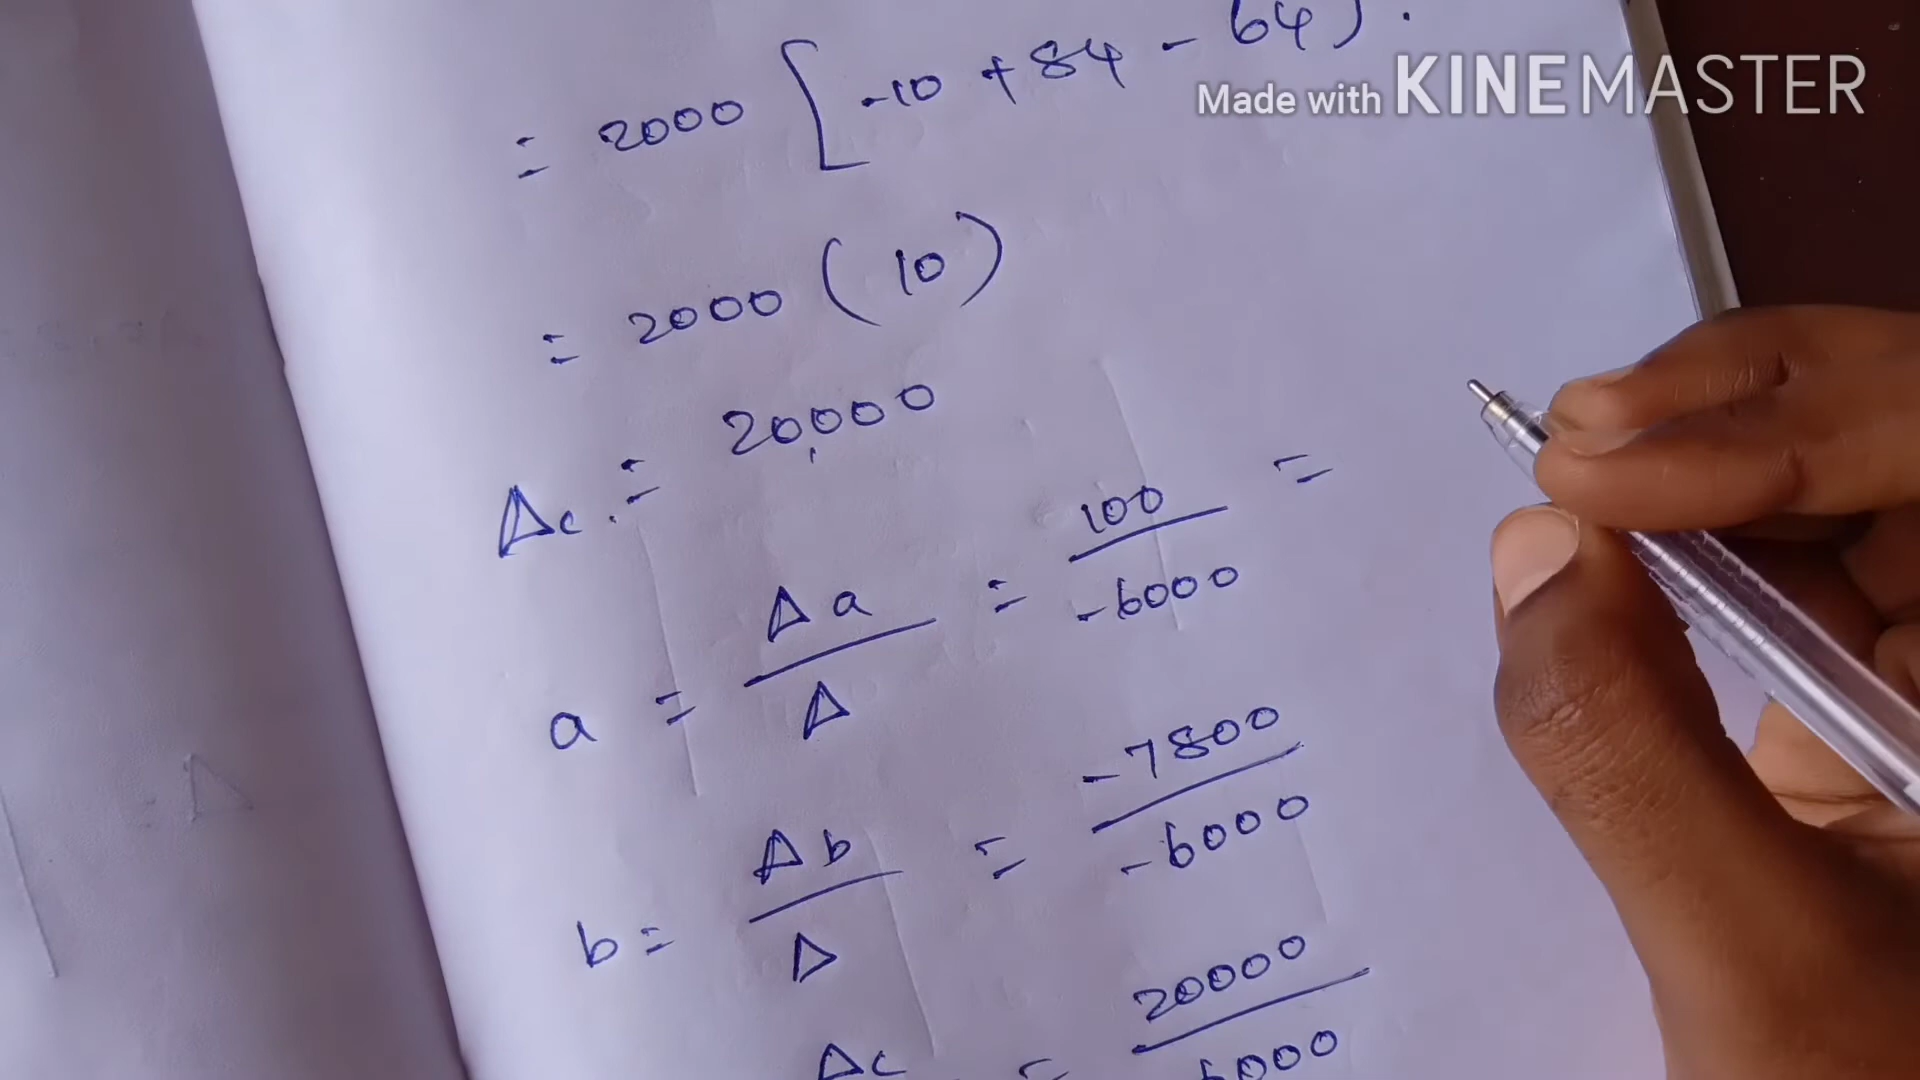 = 2000 [-10 + 84 - 64).
Made with KINEMASTER
= 2000 (10)
Δc. = 20,000
a = Δa/Δ = 100/-6000 =
b = Δb/Δ = -7800/-6000
Δc = 20000/6000